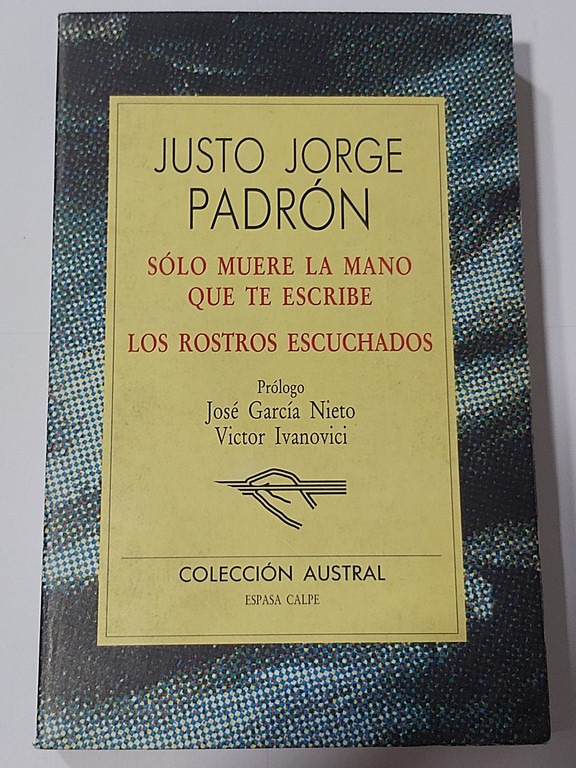 JUSTO JORGE
PADRÓN
SÓLO MUERE LA MANO
QUE TE ESCRIBE
LOS ROSTROS ESCUCHADOS
Prólogo
José García Nieto
Victor Ivanovici
COLECCIÓN AUSTRAL
ESPASA CALPE